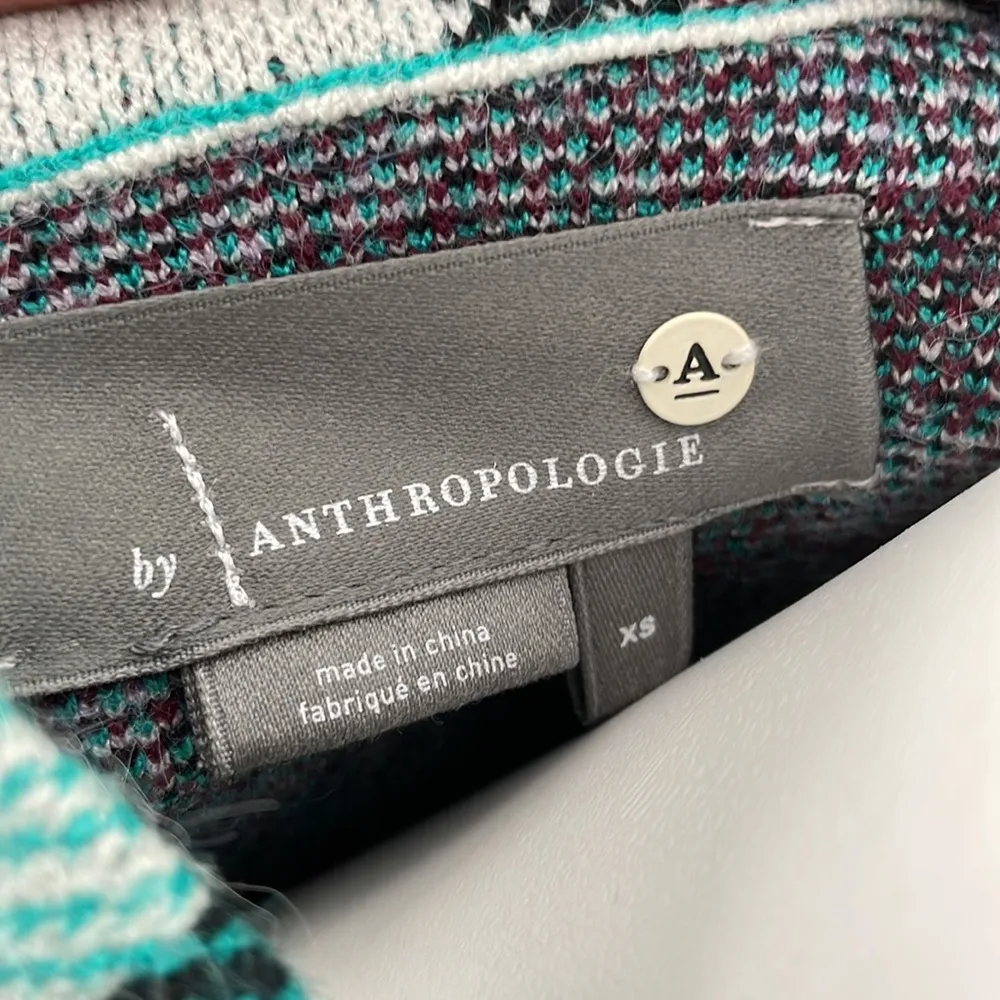 A
by ANTHROPOLOGIE
made in china
fabriqué en chine
XS